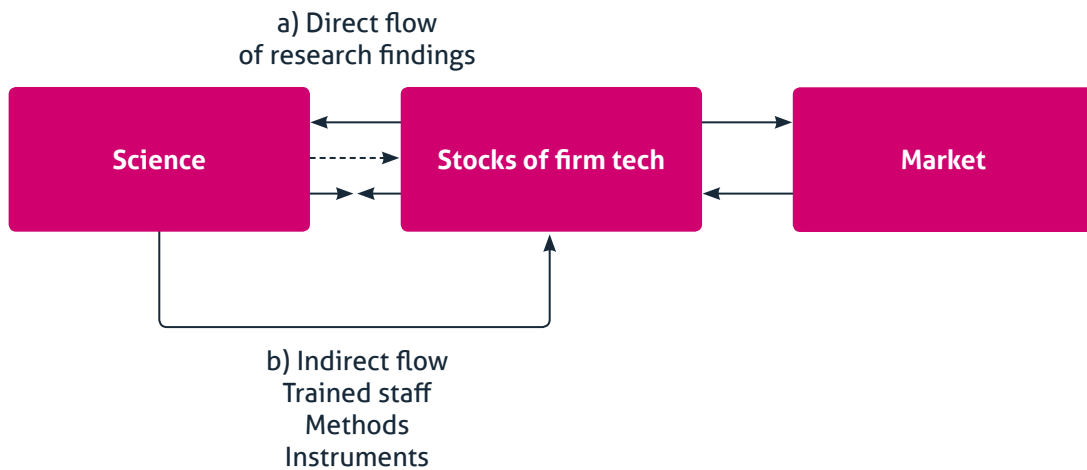 a) Direct flow
of research findings
Science
Stocks of firm tech
Market
b) Indirect flow
Trained staff
Methods
Instruments